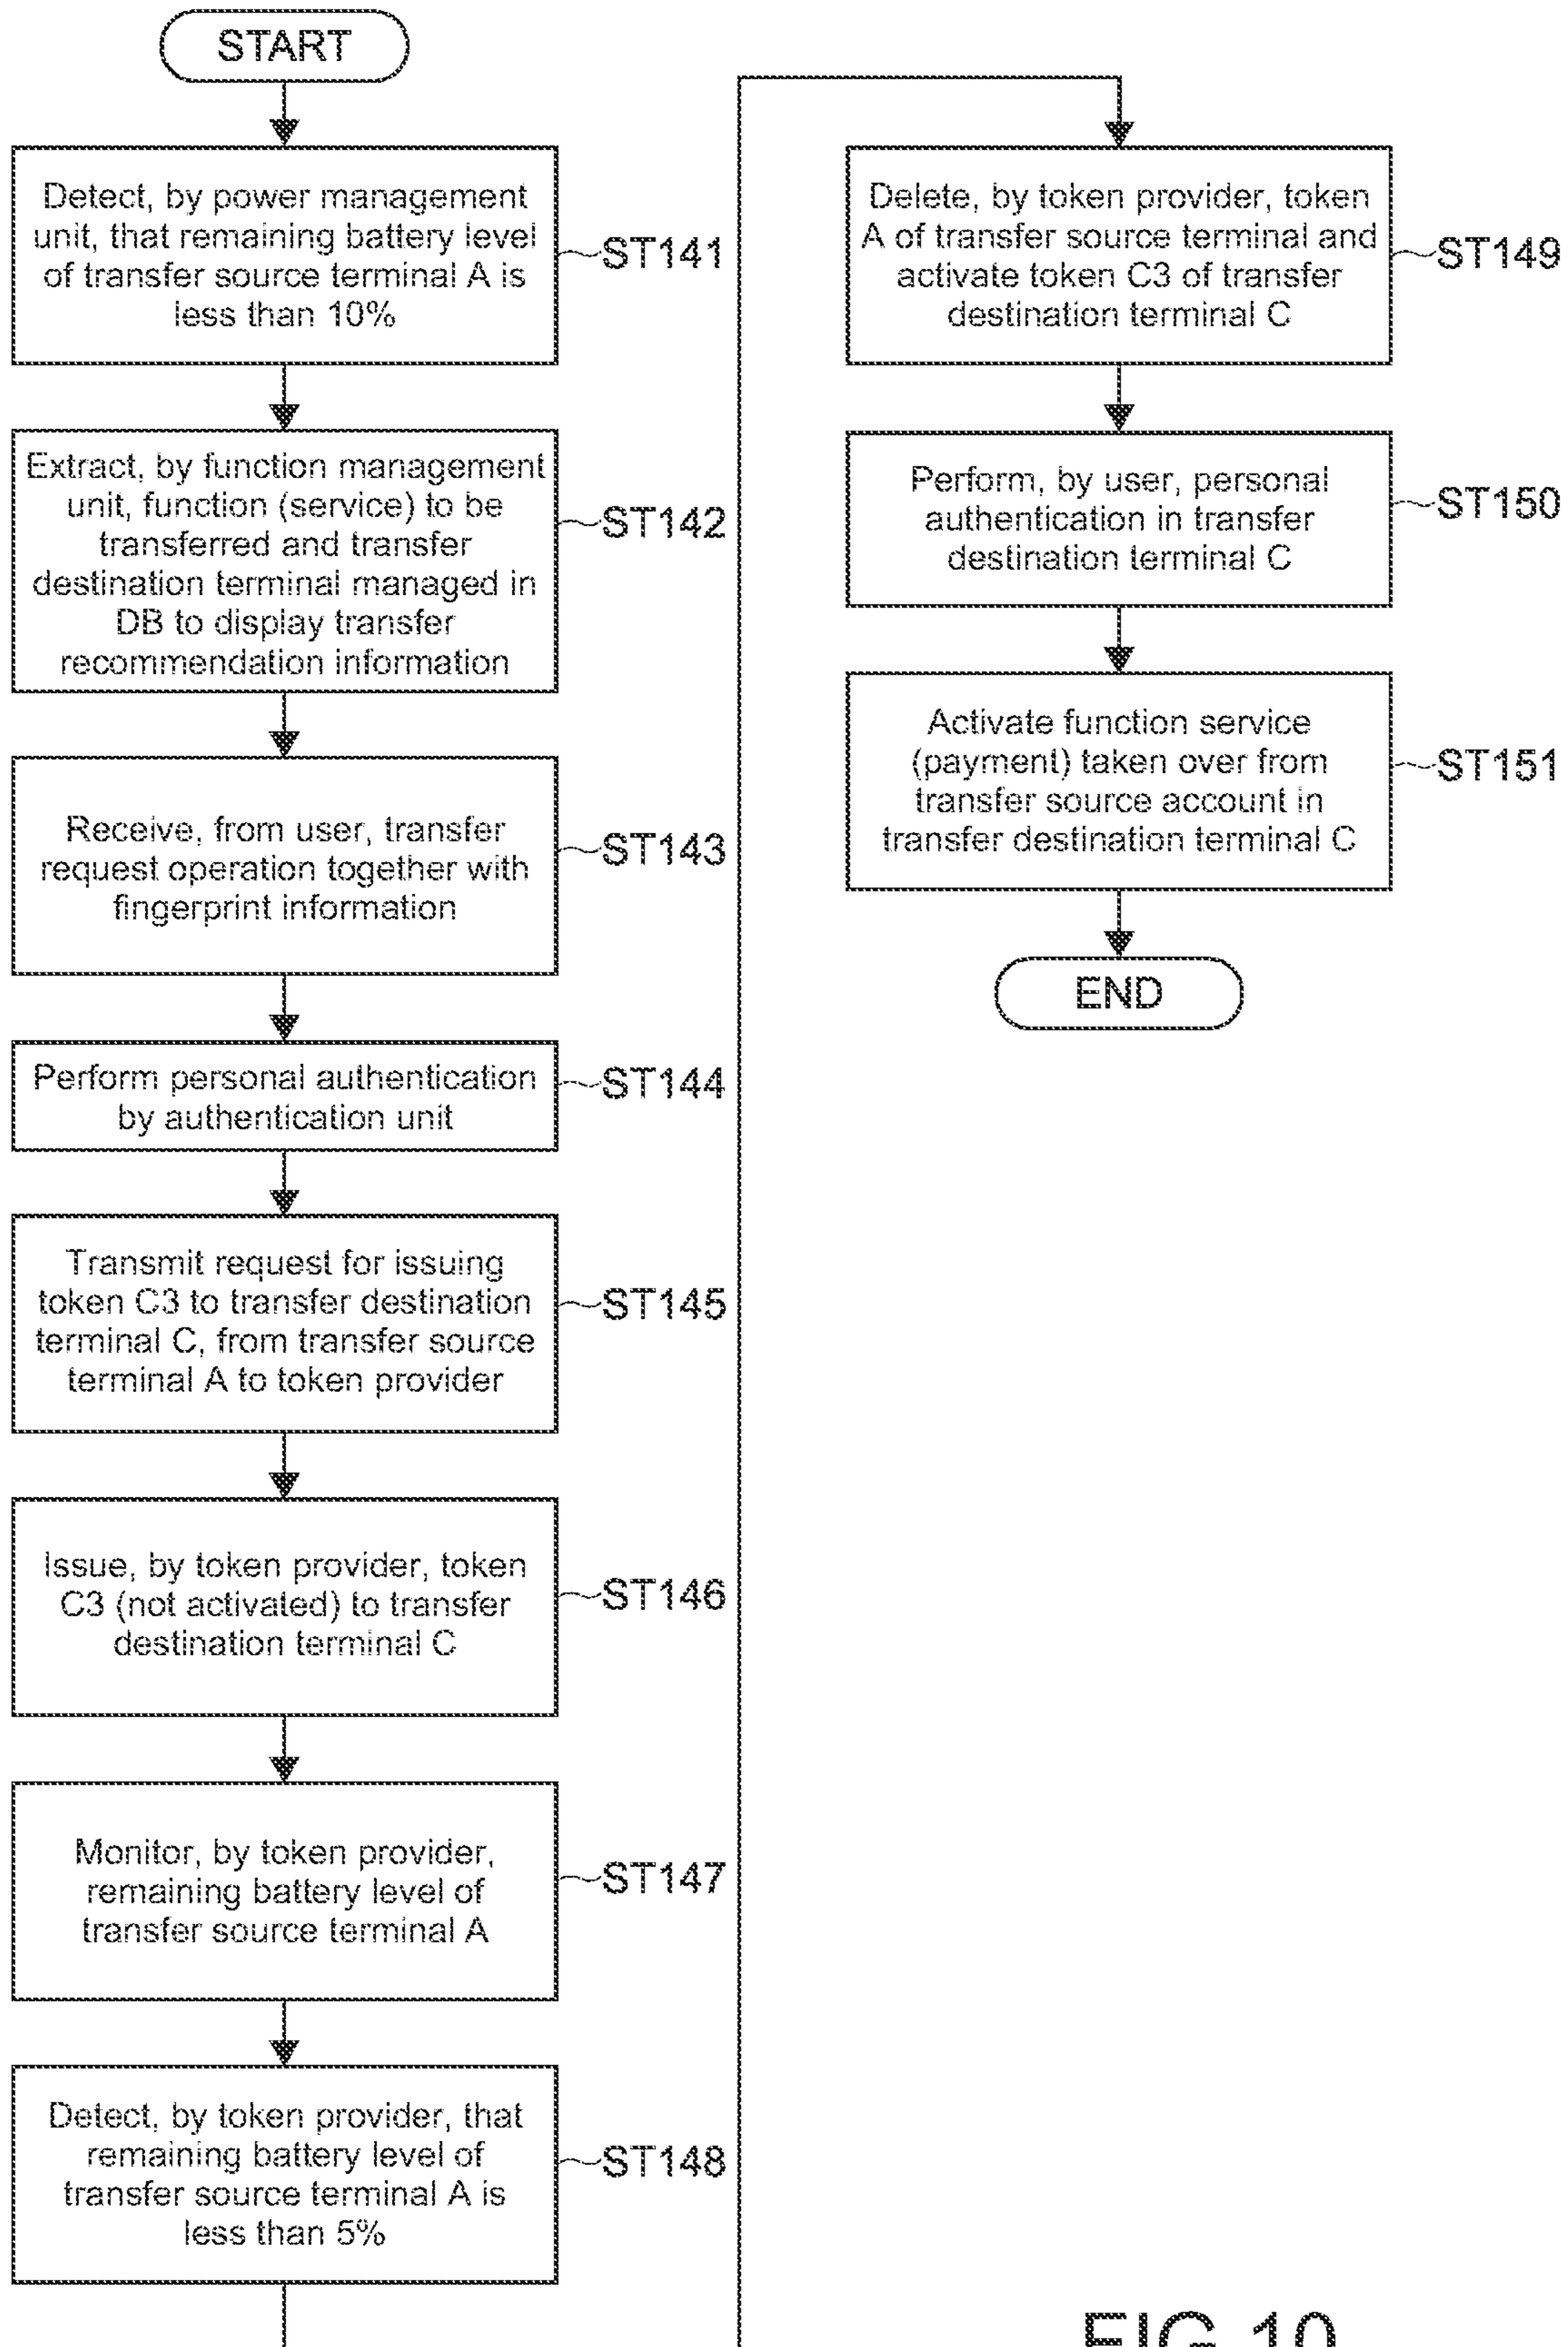 START
Detect, by power management
unit, that remaining battery level
of transfer source terminal A is
less than 10%
ST141
Extract, by function management
unit, function (service) to be
transferred and transfer
destination terminal managed in
DB to display transfer
recommendation information
ST142
Receive, from user, transfer
request operation together with
fingerprint information
ST143
Perform personal authentication
by authentication unit
ST144
Transmit request for issuing
token C3 to transfer destination
terminal C, from transfer source
terminal A to token provider
ST145
Issue, by token provider, token
C3 (not activated) to transfer
destination terminal C
ST146
Monitor, by token provider,
remaining battery level of
transfer source terminal A
ST147
Detect, by token provider, that
remaining battery level of
transfer source terminal A is
less than 5%
ST148
Delete, by token provider, token
A of transfer source terminal and
activate token C3 of transfer
destination terminal C
ST149
Perform, by user, personal
authentication in transfer
destination terminal C
ST150
Activate function service
(payment) taken over from
transfer source account in
transfer destination terminal C
ST151
END
FIG.10